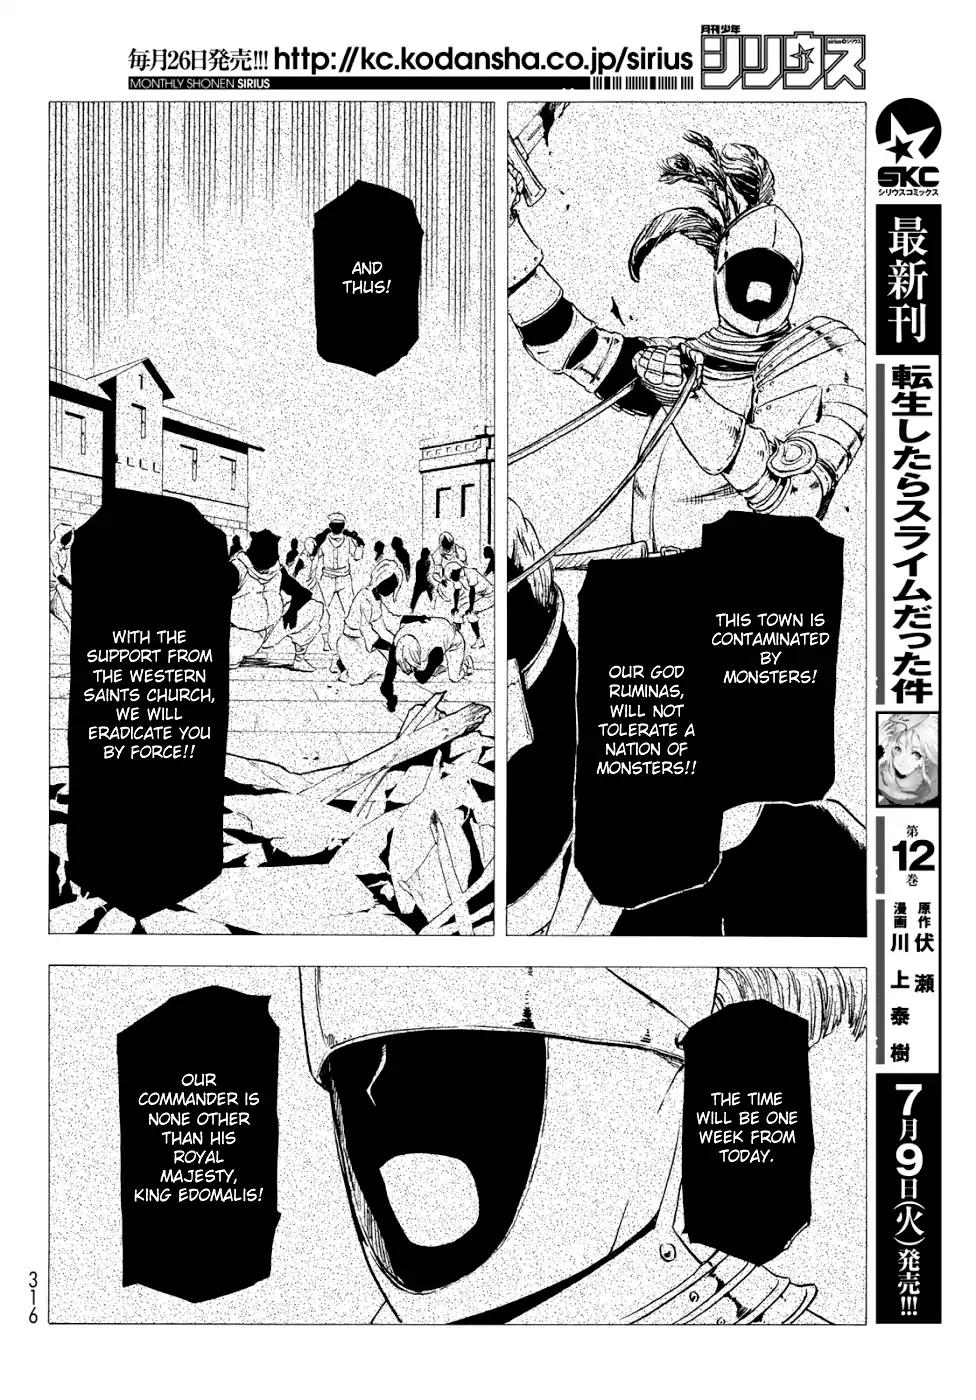 毎月26日発売!!!
http://kc.kodansha.co.jp/sirius
MONTHLY SHONEN SIRIUS
月刊少年
シリウス
THIS TOWN IS
CONTAMINATED
BY
MONSTERS!
OUR GOD
RUMINAS,
WILL NOT
TOLERATE A
NATION OF
MONSTERS!!
AND
THUS!
WITH THE
SUPPORT FROM
THE WESTERN
SAINTS CHURCH,
WE WILL
ERADICATE YOU
BY FORCE!!
THE TIME
WILL BE ONE
WEEK FROM
TODAY.
OUR
COMMANDER IS
NONE OTHER
THAN HIS
ROYAL
MAJESTY,
KING EDOMALIS!
SKC
シリウスコミックス
最新刊
転生したらスライムだった件
第12巻
原作 伏瀬
漫画 川上泰樹
7月9日(火)発売!!!
316